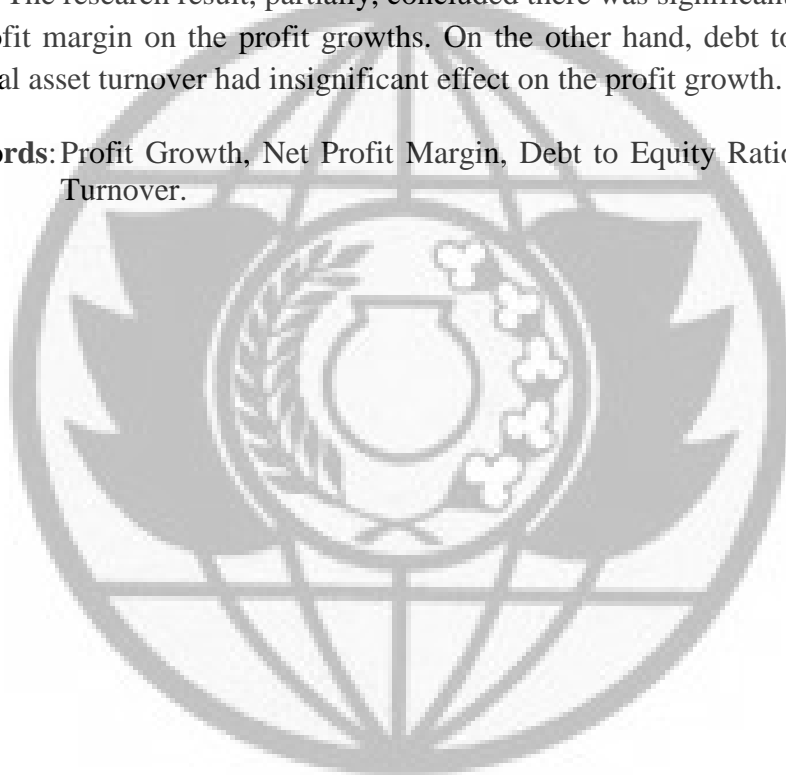 The research result, partially, concluded there was significant
ofit margin on the profit growths. On the other hand, debt to
al asset turnover had insignificant effect on the profit growth.
ords: Profit Growth, Net Profit Margin, Debt to Equity Ratio
Turnover.